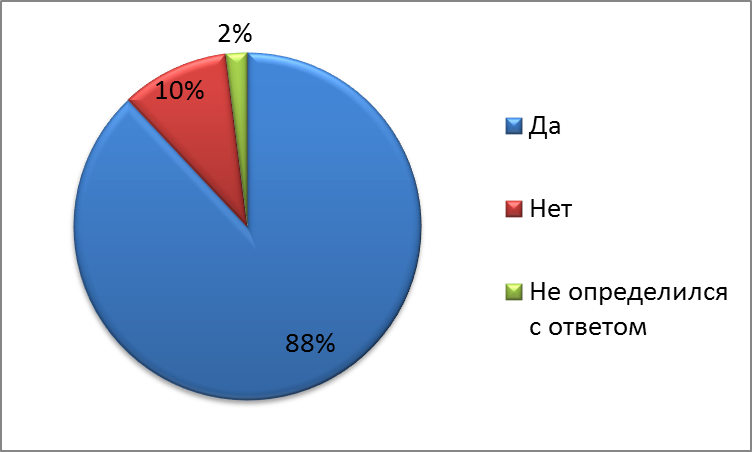 2%
10%
88%
Да
Нет
Не определился
с ответом